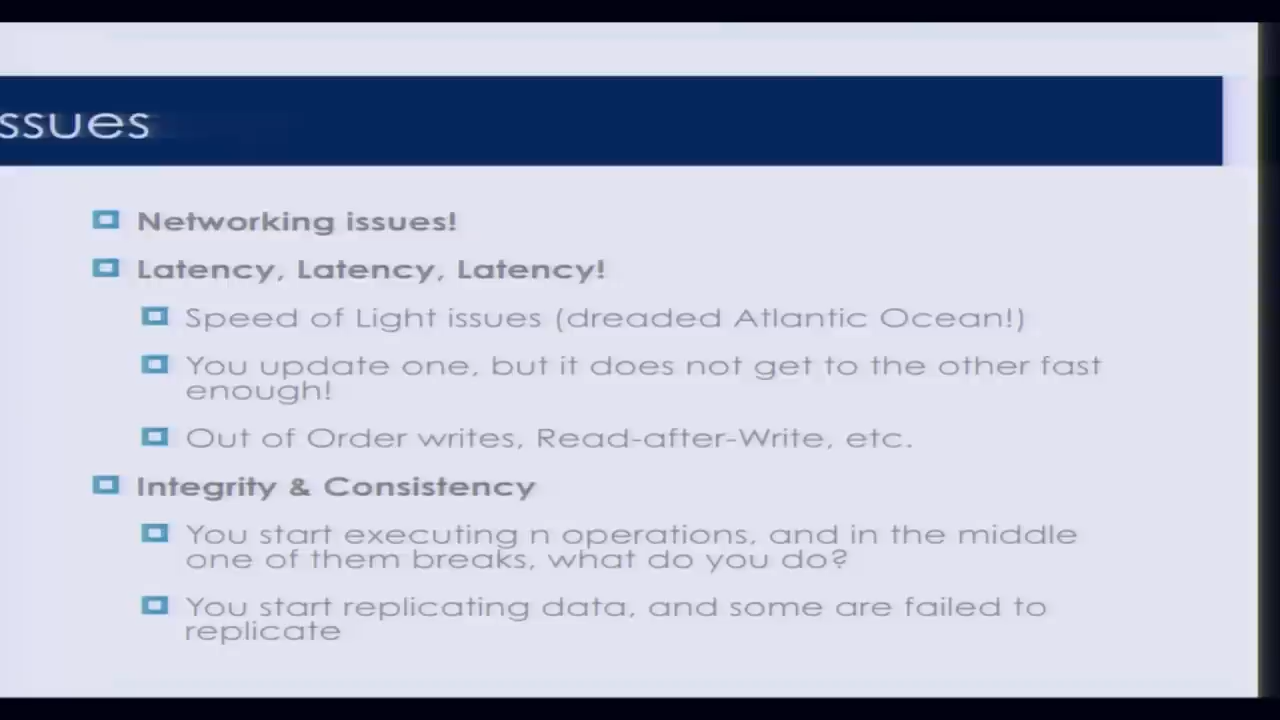 ssues
Networking issues!
Latency, Latency, Latency!
Speed of Light issues (dreaded Atlantic Ocean!)
You update one, but it does not get to the other fast
enough!
Out of Order writes, Read-after-Write, etc.
Integrity & Consistency
You start executing n operations, and in the middle
one of them breaks, what do you do?
You start replicating data, and some are failed to
replicate